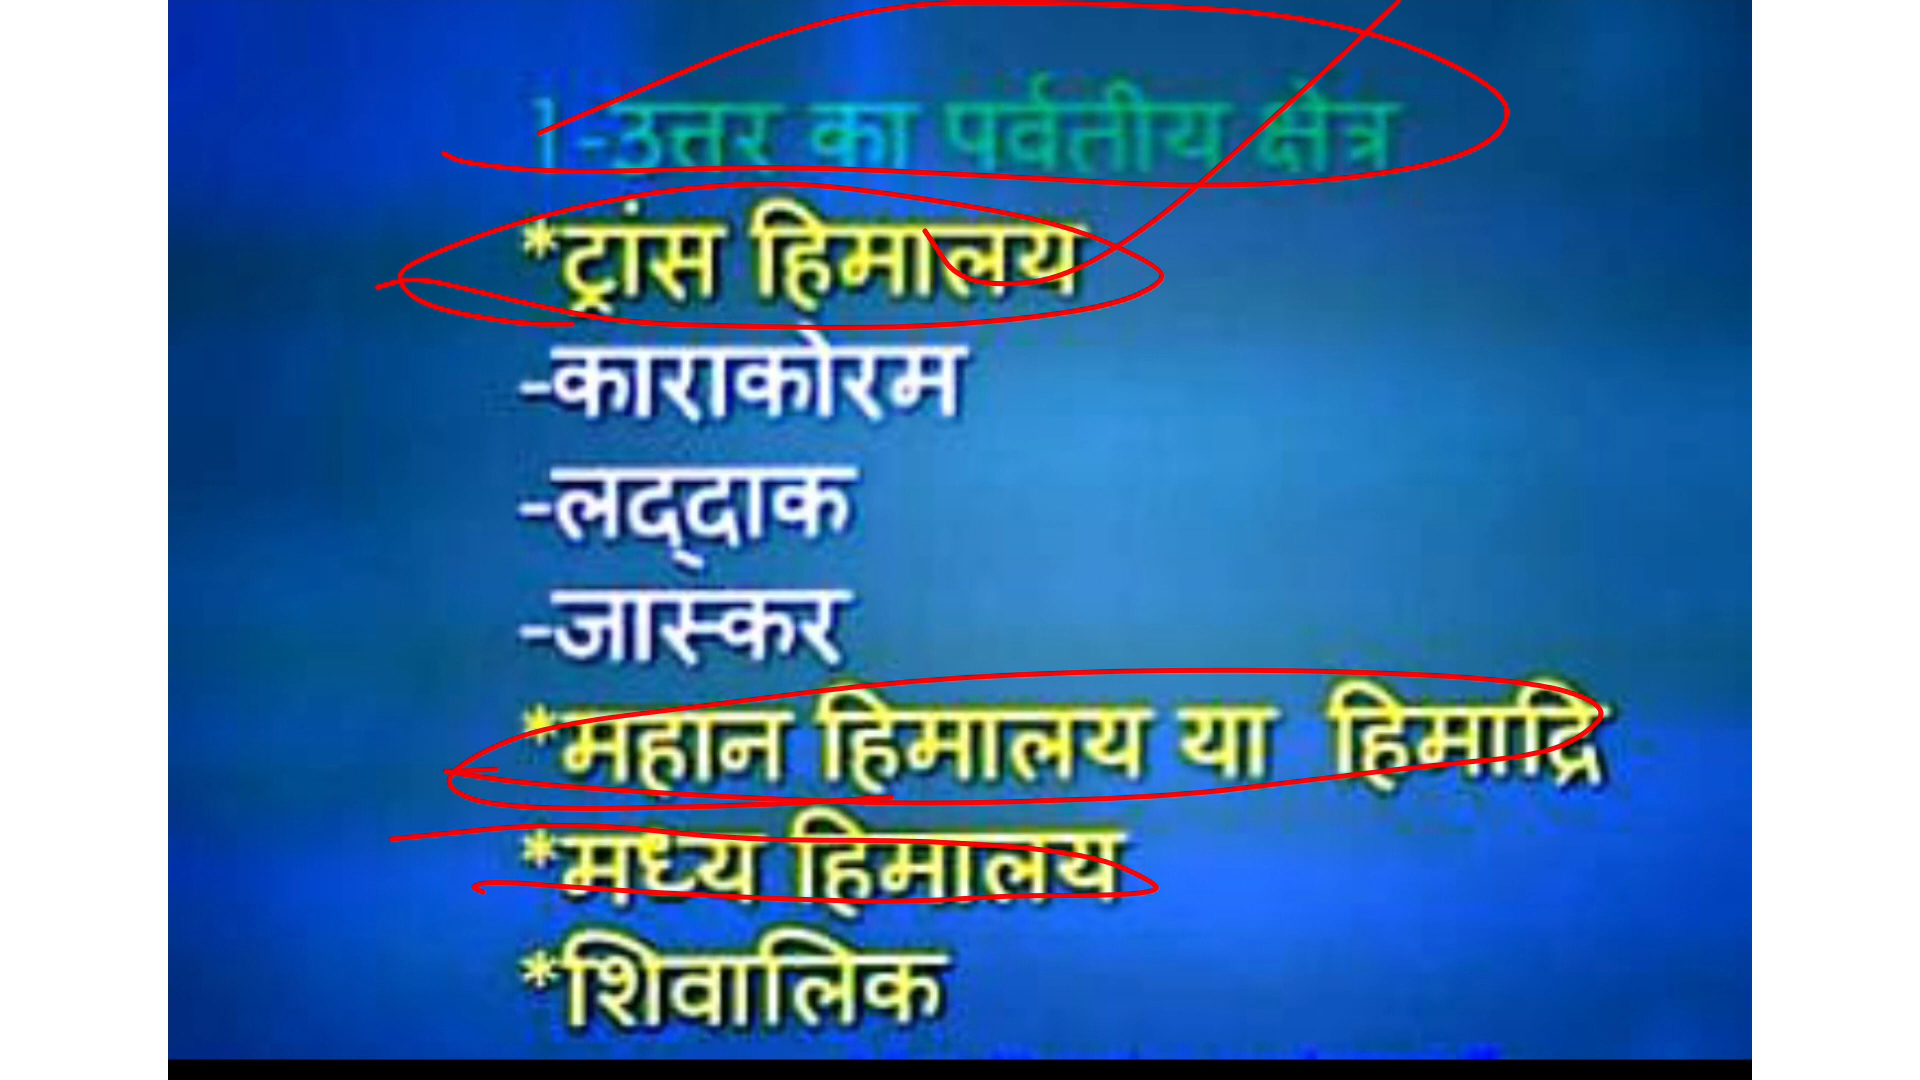 1-उत्तर का पर्वतीय क्षेत्र
*ट्रांस हिमालय
-काराकोरम
-लद्‌दाक
-जास्कर
*महान हिमालय या हिमाद्रि
*मध्य हिमालय
*शिवालिक